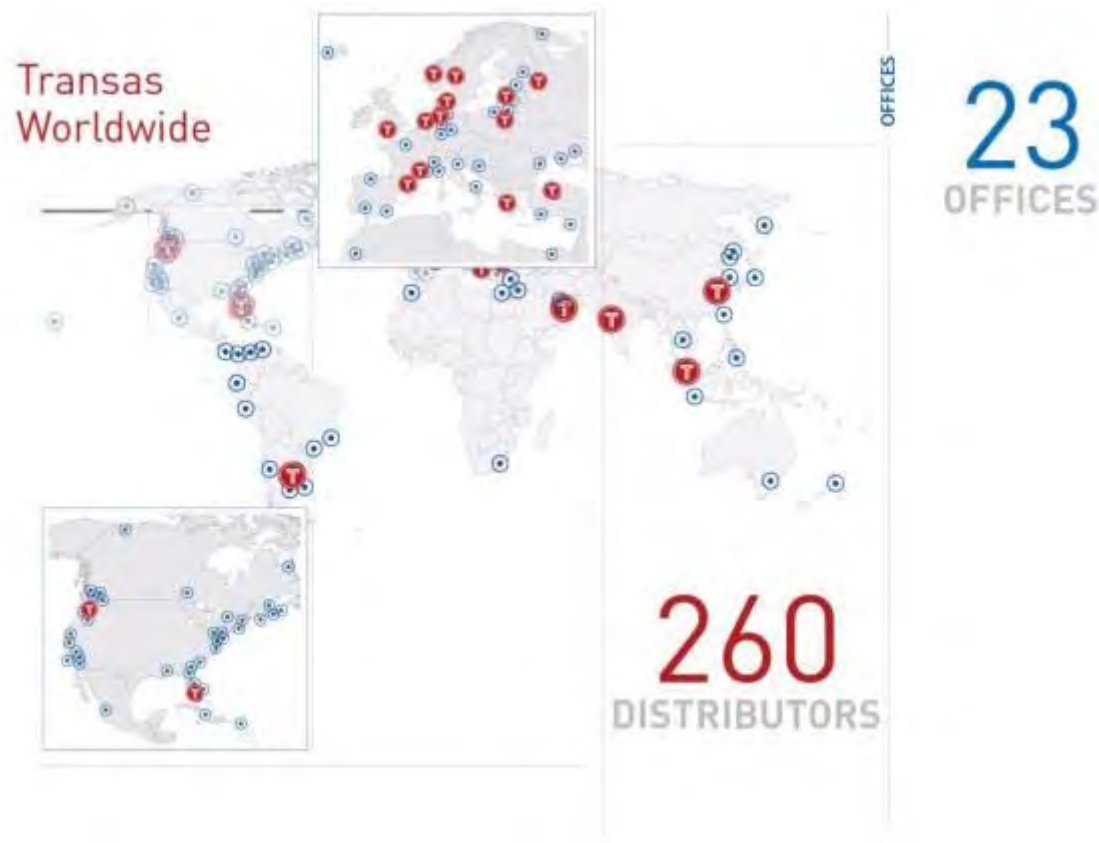 Transas
Worldwide
OFFICES
23
OFFICES
260
DISTRIBUTORS